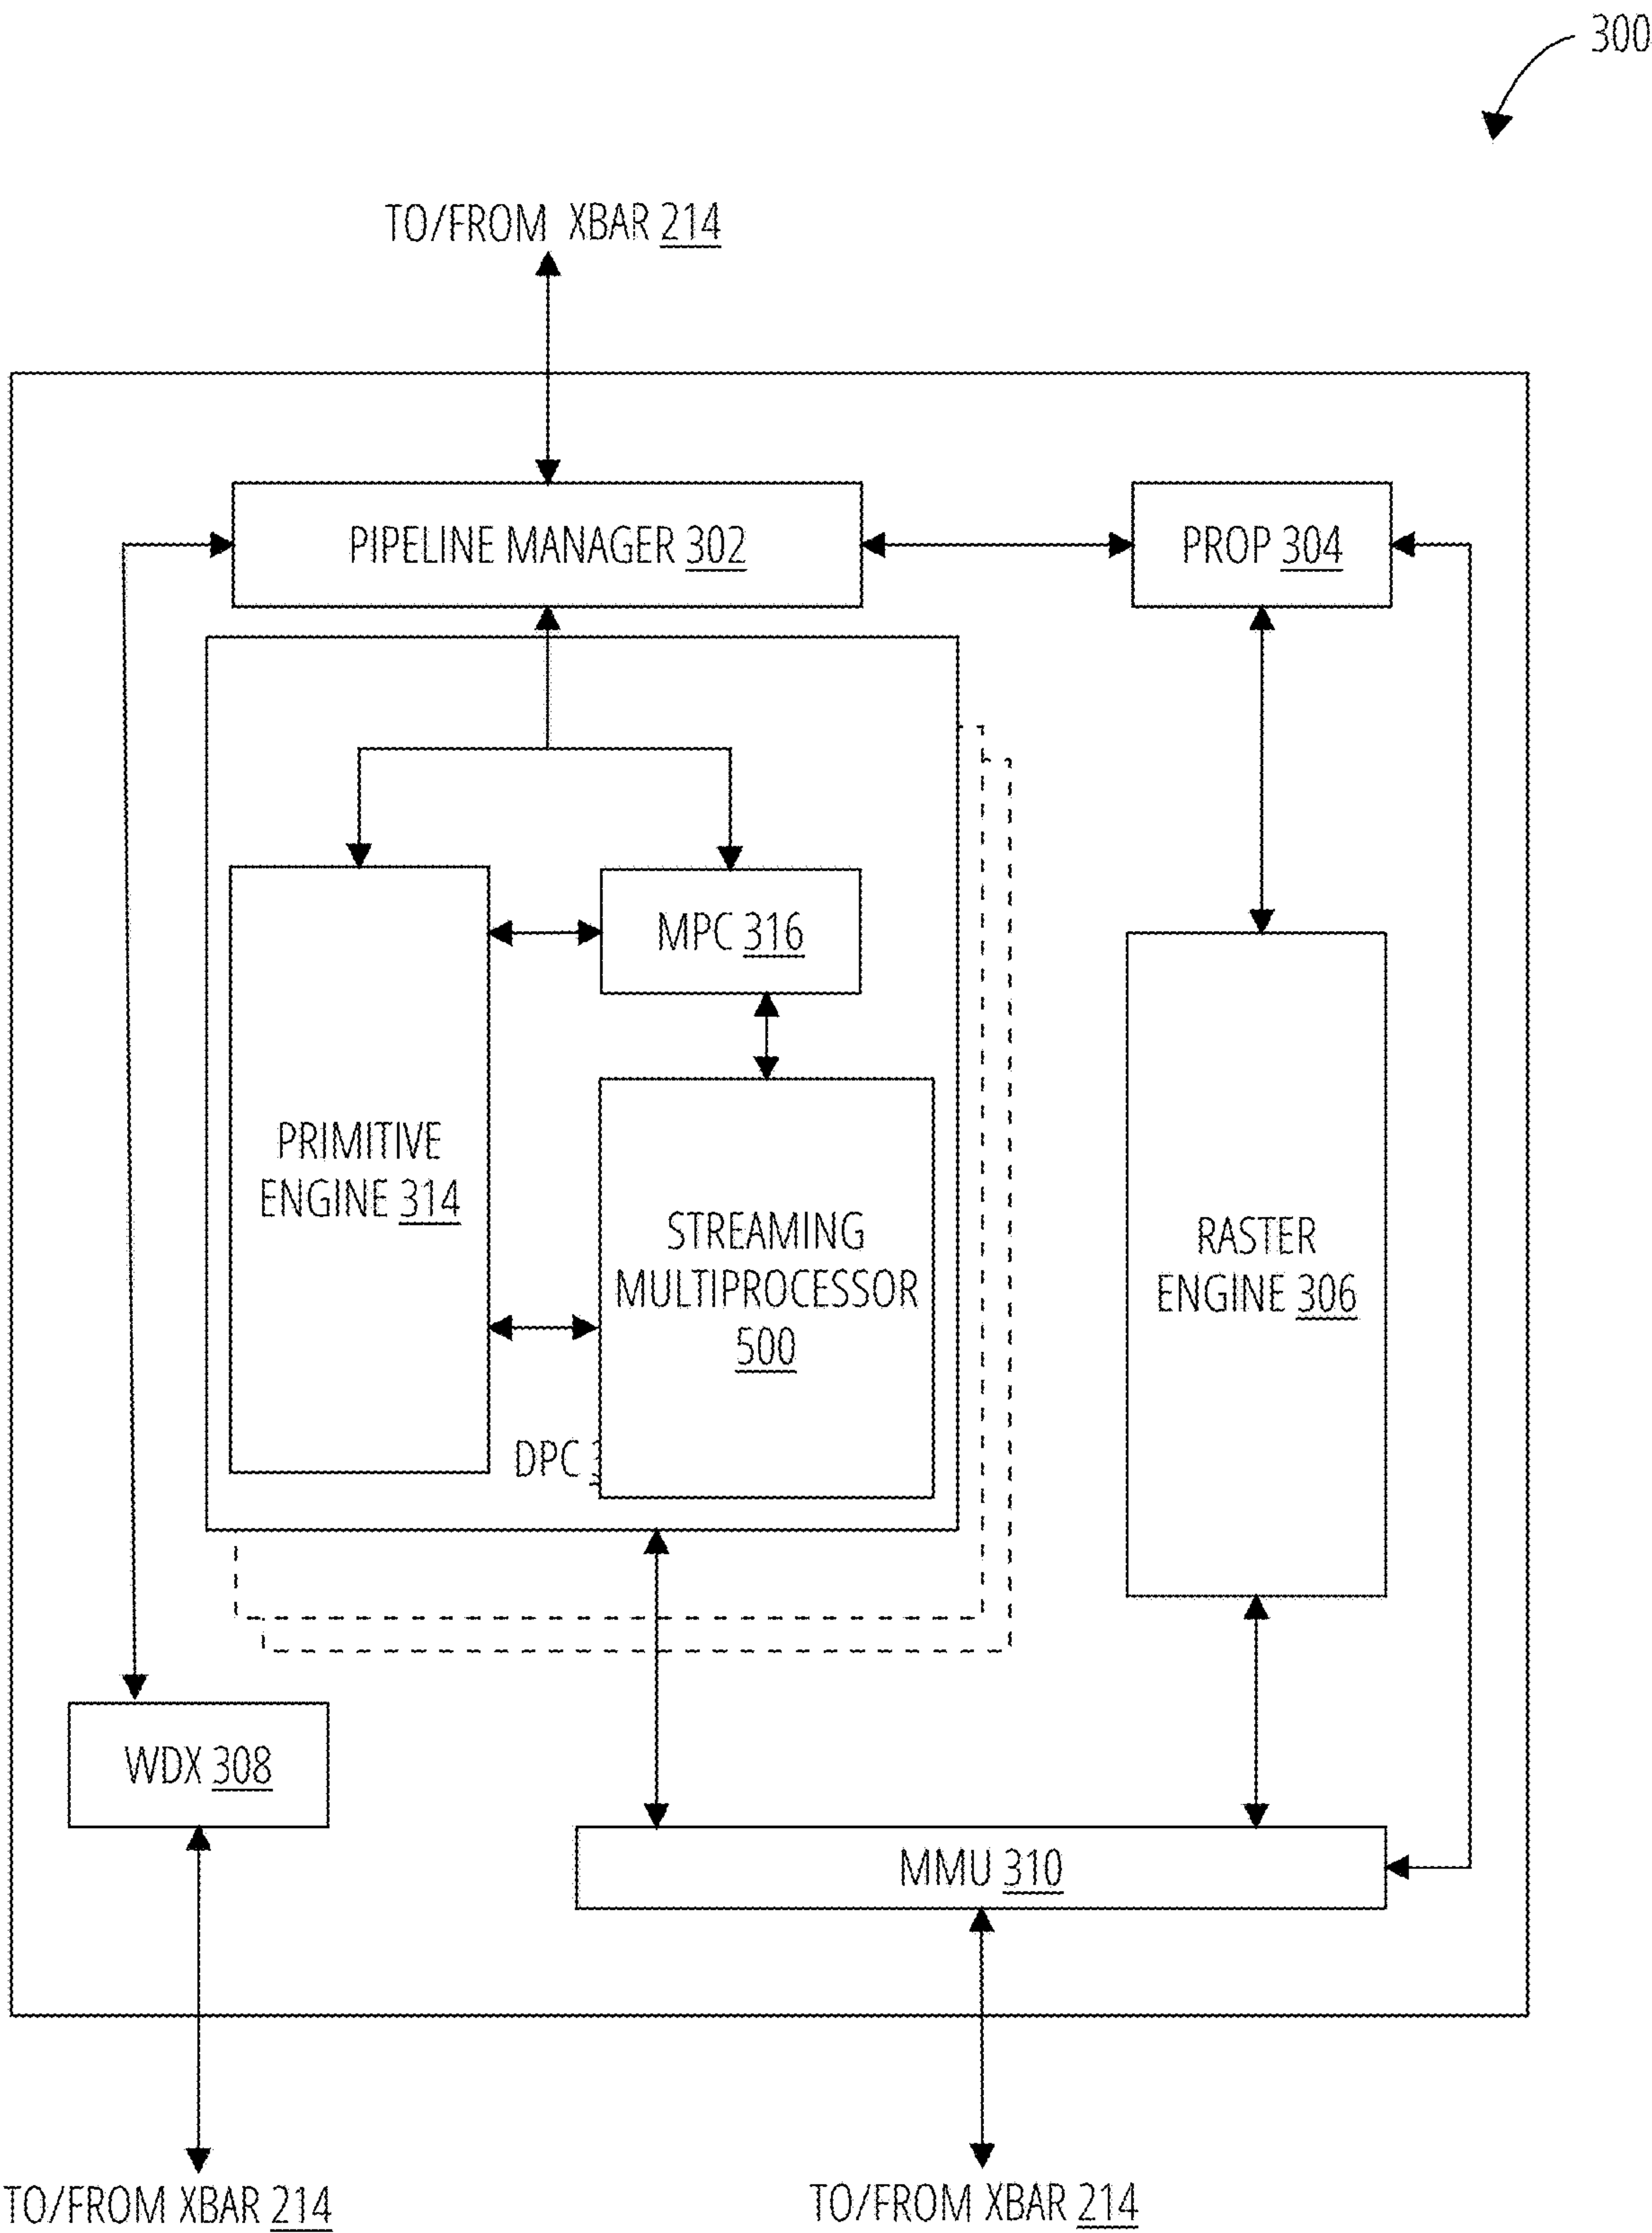 300
TO/FROM XBAR 214
PIPELINE MANAGER 302
PROP 304
MPC 316
PRIMITIVE
ENGINE 314
STREAMING
MULTIPROCESSOR
500
RASTER
ENGINE 306
DPC
WDX 308
MMU 310
TO/FROM XBAR 214
TO/FROM XBAR 214